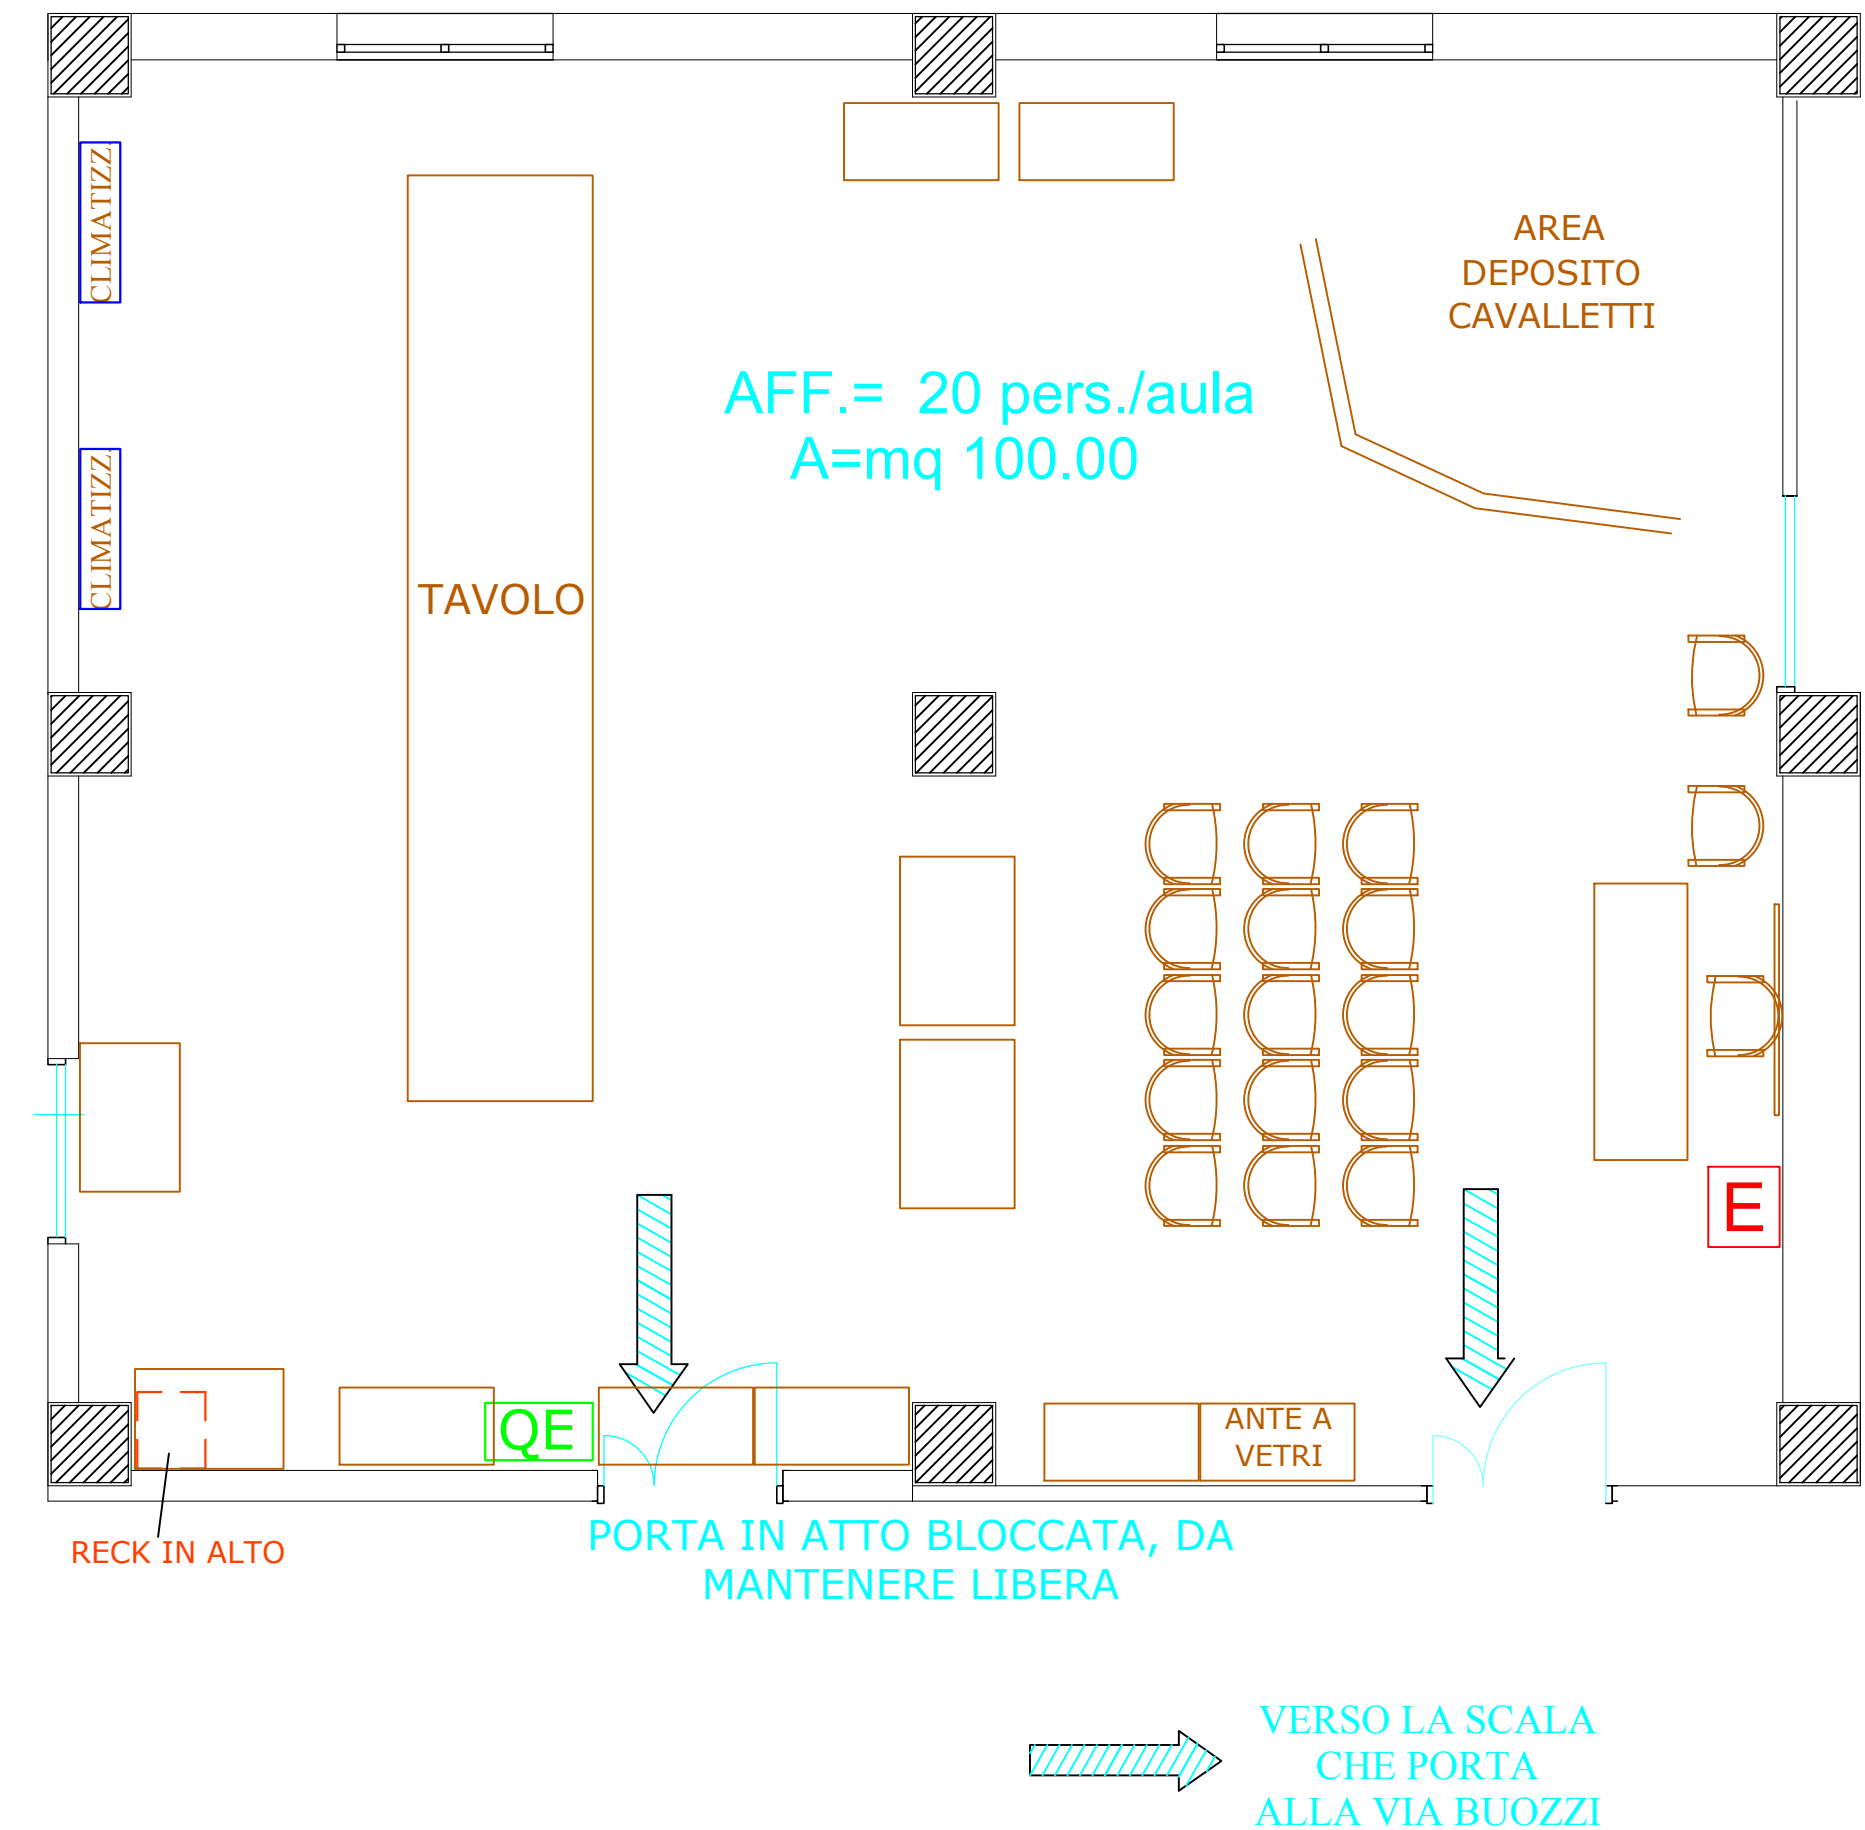 CLIMATIZZ.
AREA
DEPOSITO
CAVALLETTI
AFF.= 20 pers./aula
A=mq 100.00
CLIMATIZZ.
TAVOLO
E
QE
ANTE A
VETRI
RECK IN ALTO
PORTA IN ATTO BLOCCATA, DA
MANTENERE LIBERA
VERSO LA SCALA
CHE PORTA
ALLA VIA BUOZZI